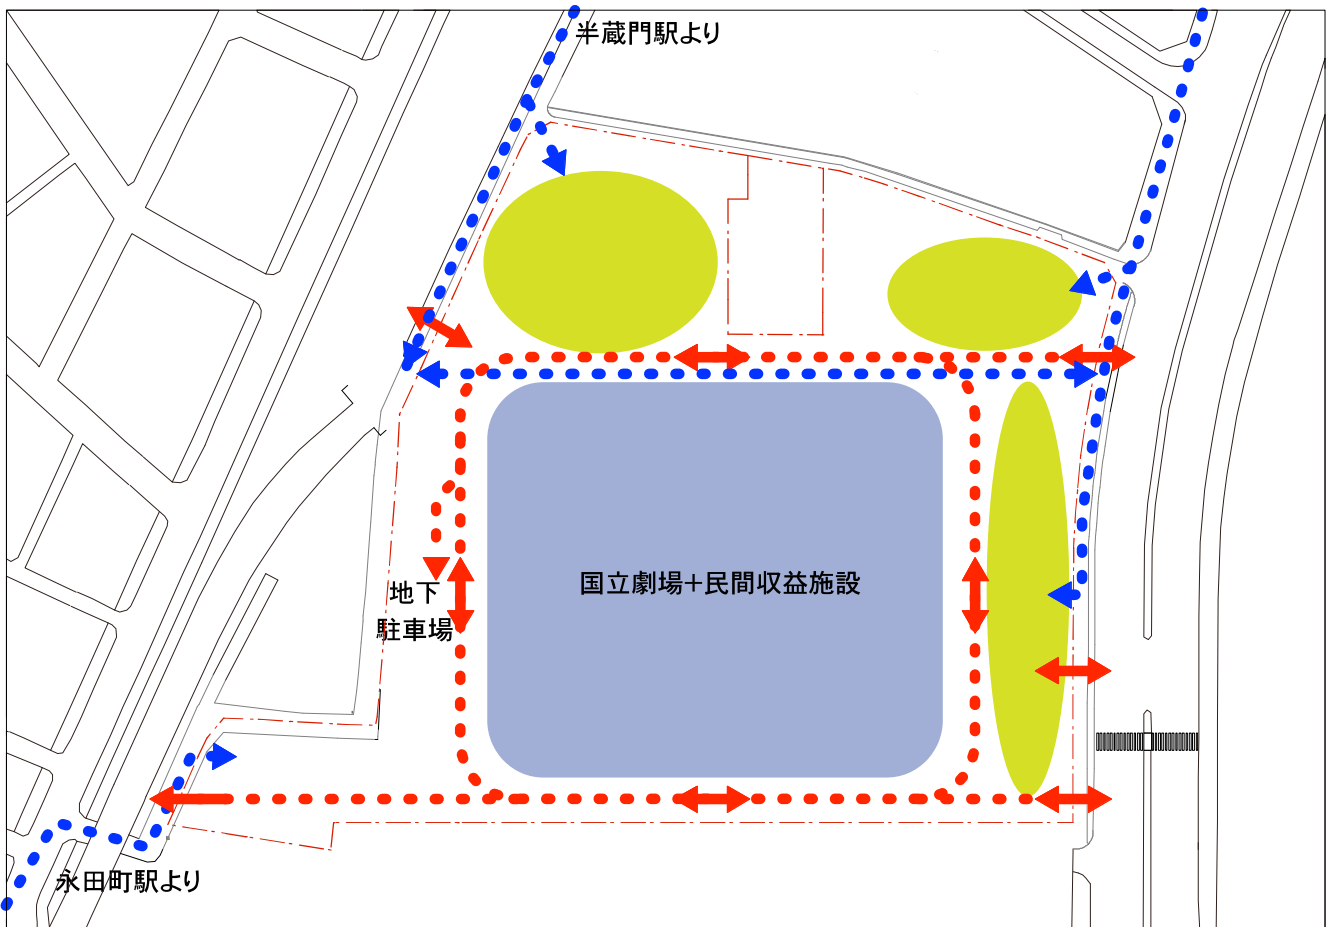 半蔵門駅より
国立劇場＋民間収益施設
地下
駐車場
永田町駅より